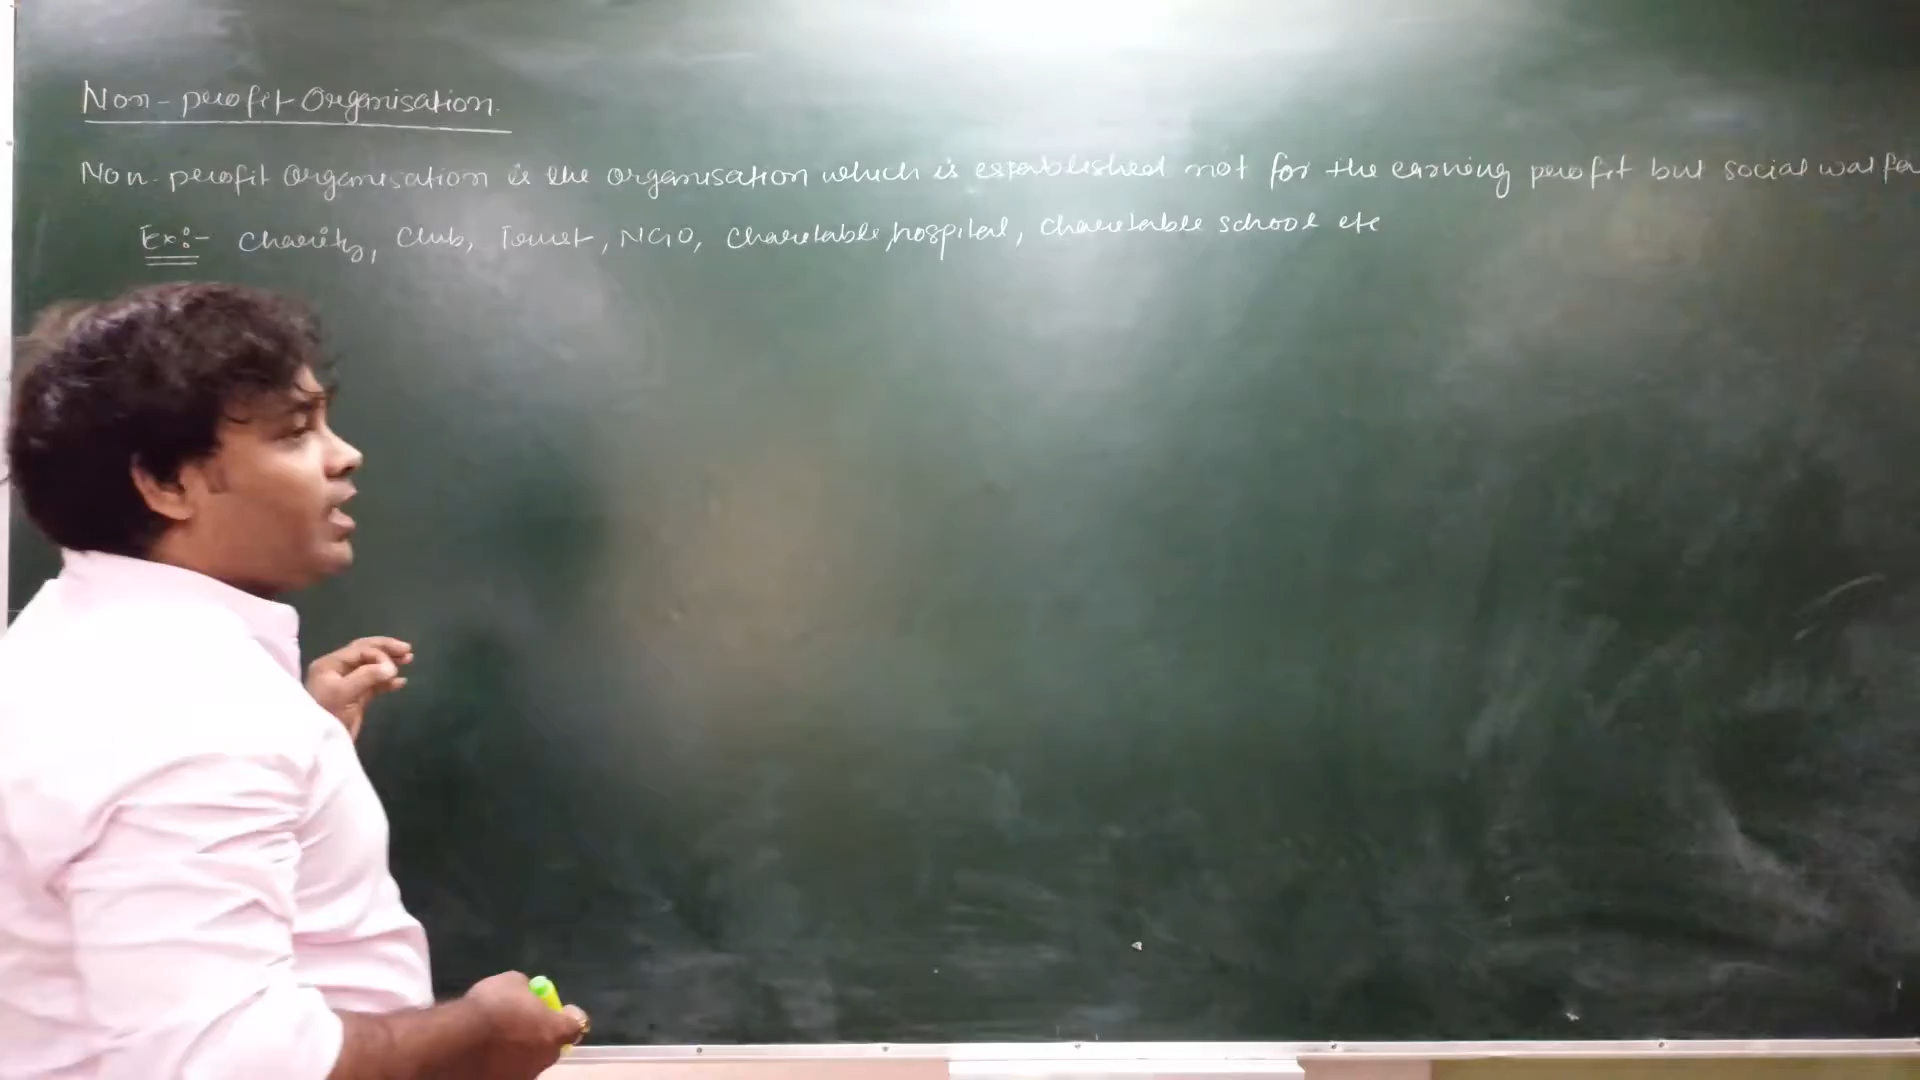 Non-profit Organisation.
Non-profit Organisation is the organisation which is established not for the earning profit but social walfa
Ex:- Charity, Club, Trust, NGO, Charitable, hospital, charitable school etc